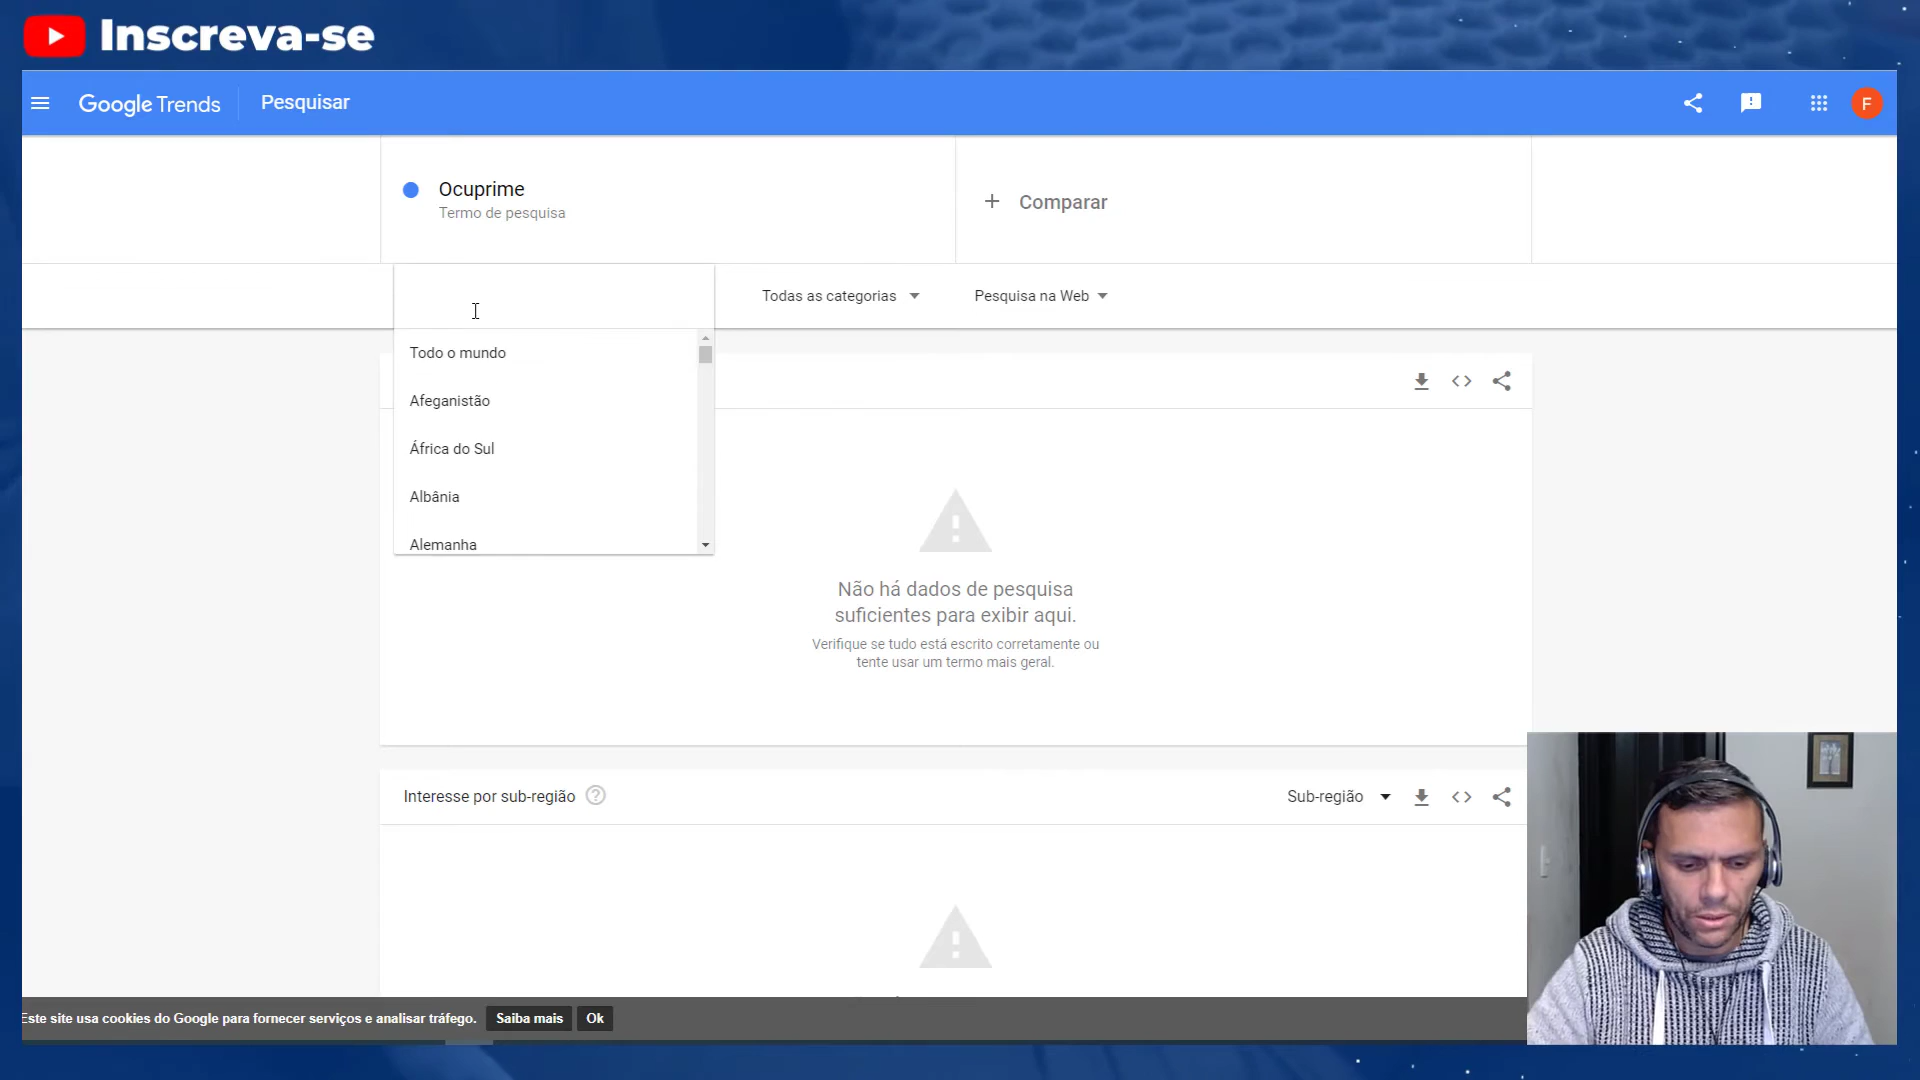 Inscreva-se
Google Trends
Pesquisar
F
Ocuprime
Termo de pesquisa
+ Comparar
Todas as categorias
Pesquisa na Web
Todo o mundo
Afeganistão
África do Sul
Albânia
Alemanha
Não há dados de pesquisa
suficientes para exibir aqui.
Verifique se tudo está escrito corretamente ou
tente usar um termo mais geral.
Interesse por sub-região
Sub-região
Este site usa cookies do Google para fornecer serviços e analisar tráfego.
Saiba mais
Ok